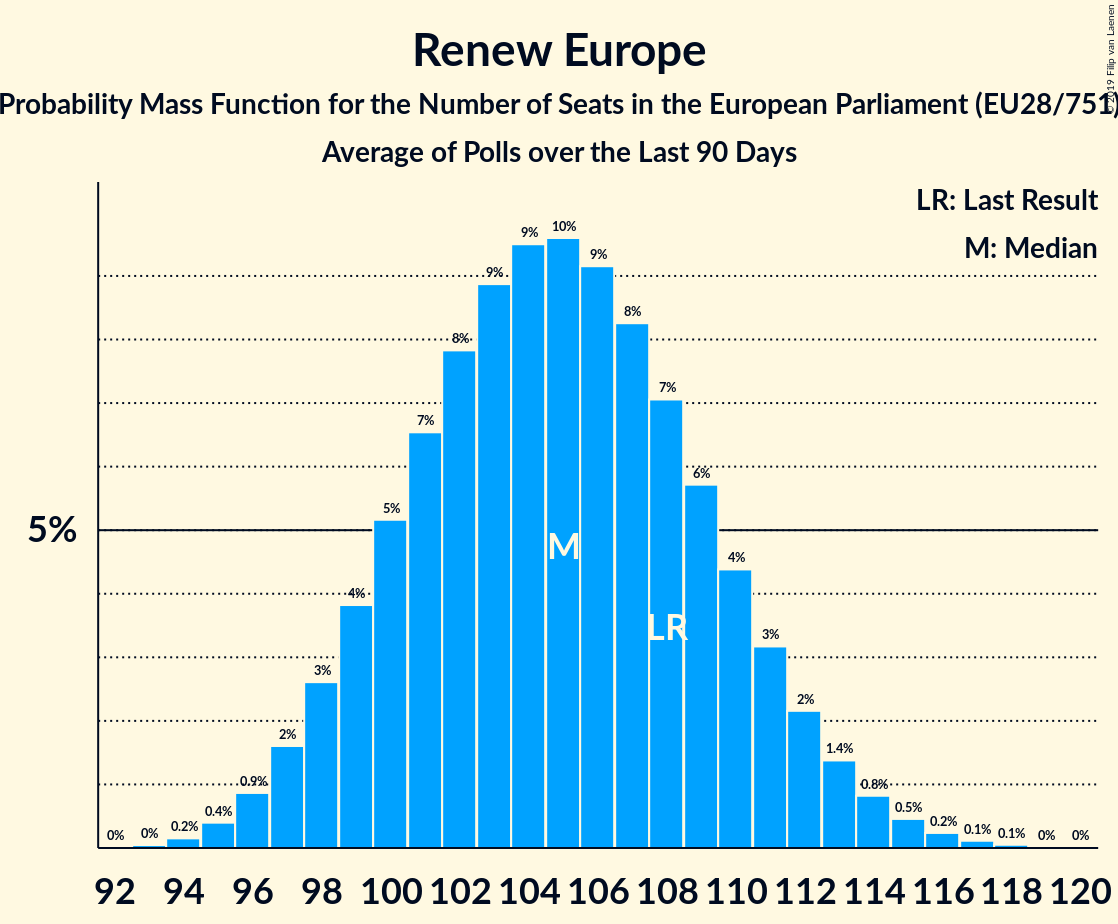 Renew Europe
Probability Mass Function for the Number of Seats in the European Parliament (EU28/751)
Average of Polls over the Last 90 Days
© 2019 Filip van Laenen
LR: Last Result
M: Median
5%
0% 0% 0.2% 0.4% 0.9% 2% 3% 4% 5% 7% 8% 9% 9% 10% 9% 8% 7% 6% 4% 3% 2% 1.4% 0.8% 0.5% 0.2% 0.1% 0.1% 0% 0%
M
LR
92 94 96 98 100 102 104 106 108 110 112 114 116 118 120